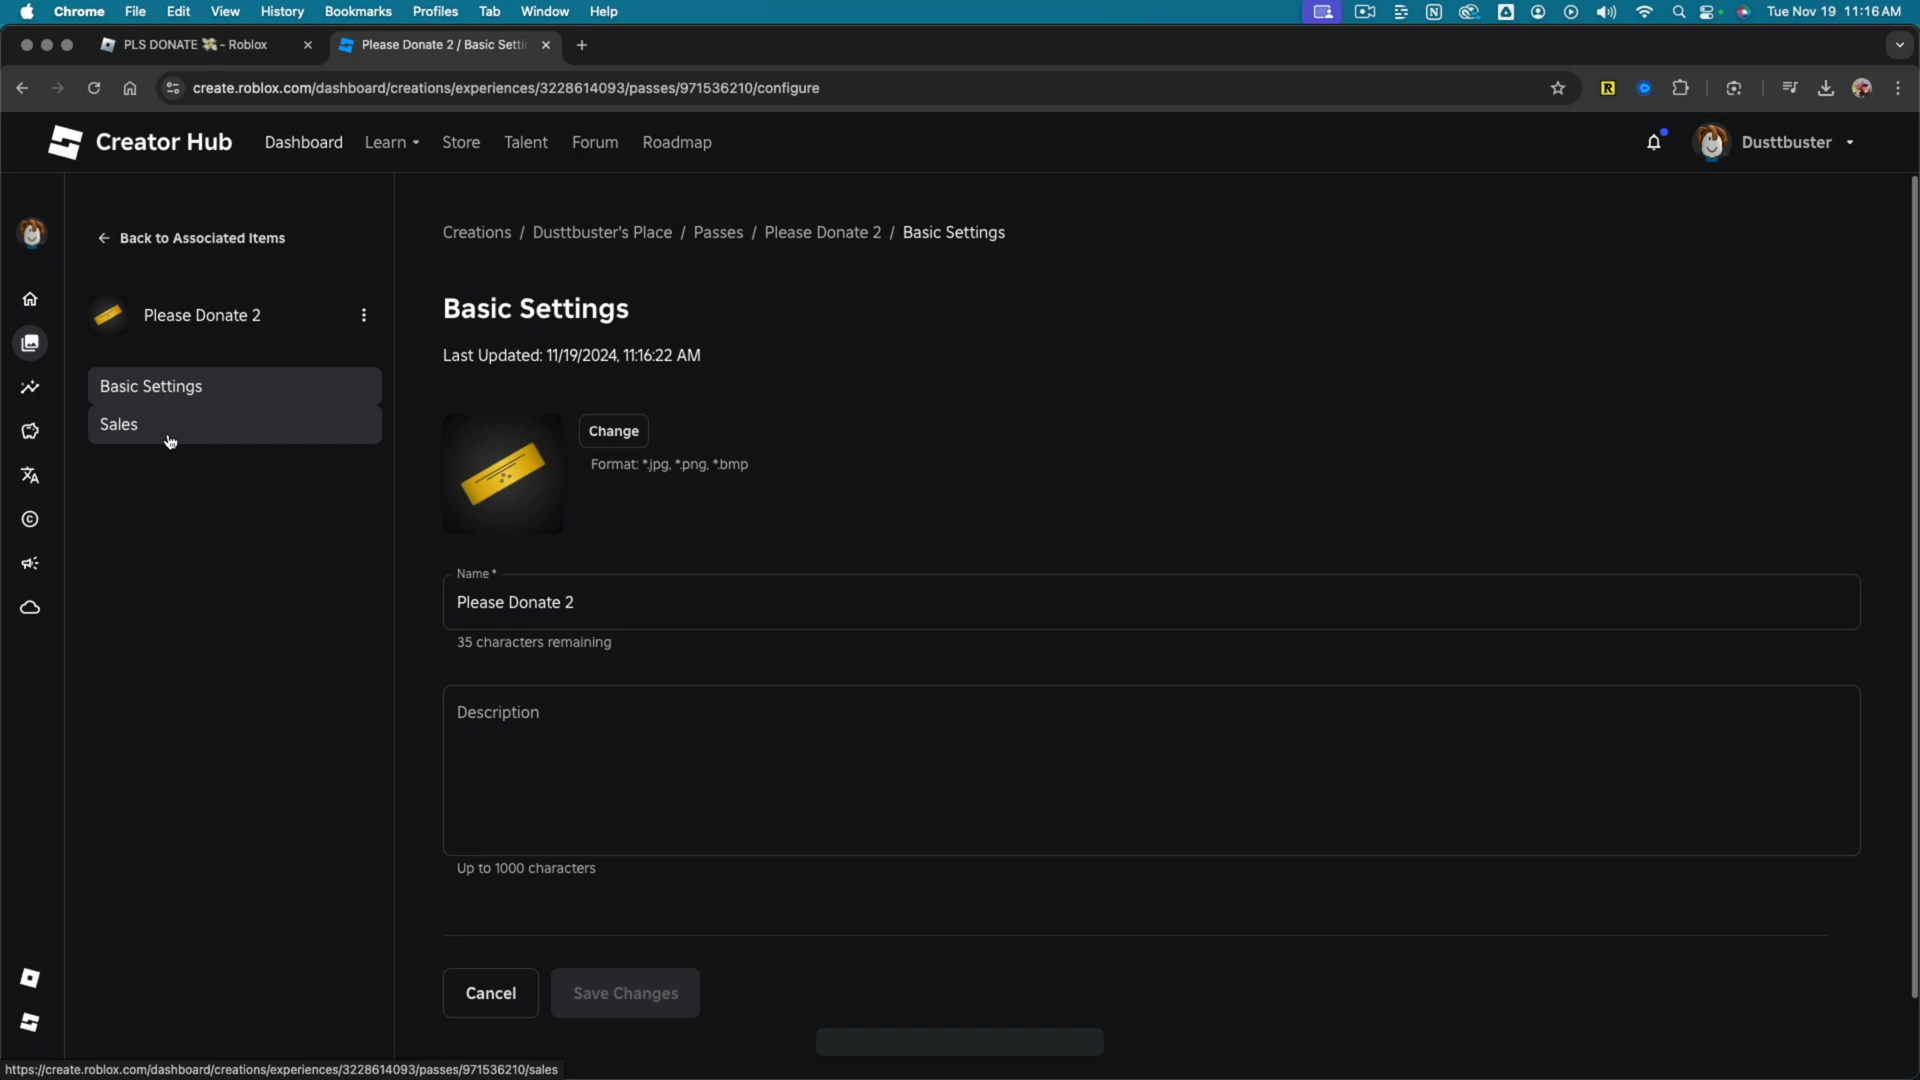 Chrome File Edit View History Bookmarks Profiles Tab Window Help
Tue Nov 19 11:16 AM
PLS DONATE 💸 - Roblox
Please Donate 2 / Basic Setti
create.roblox.com/dashboard/creations/experiences/3228614093/passes/971536210/configure
Creator Hub Dashboard Learn Store Talent Forum Roadmap
Dusttbuster
Back to Associated Items
Please Donate 2
Basic Settings
Sales
Creations / Dusttbuster's Place / Passes / Please Donate 2 / Basic Settings
Basic Settings
Last Updated: 11/19/2024, 11:16:22 AM
Change
Format: *.jpg, *.png, *.bmp
Name*
Please Donate 2
35 characters remaining
Description
Up to 1000 characters
Cancel
Save Changes
https://create.roblox.com/dashboard/creations/experiences/3228614093/passes/971536210/sales